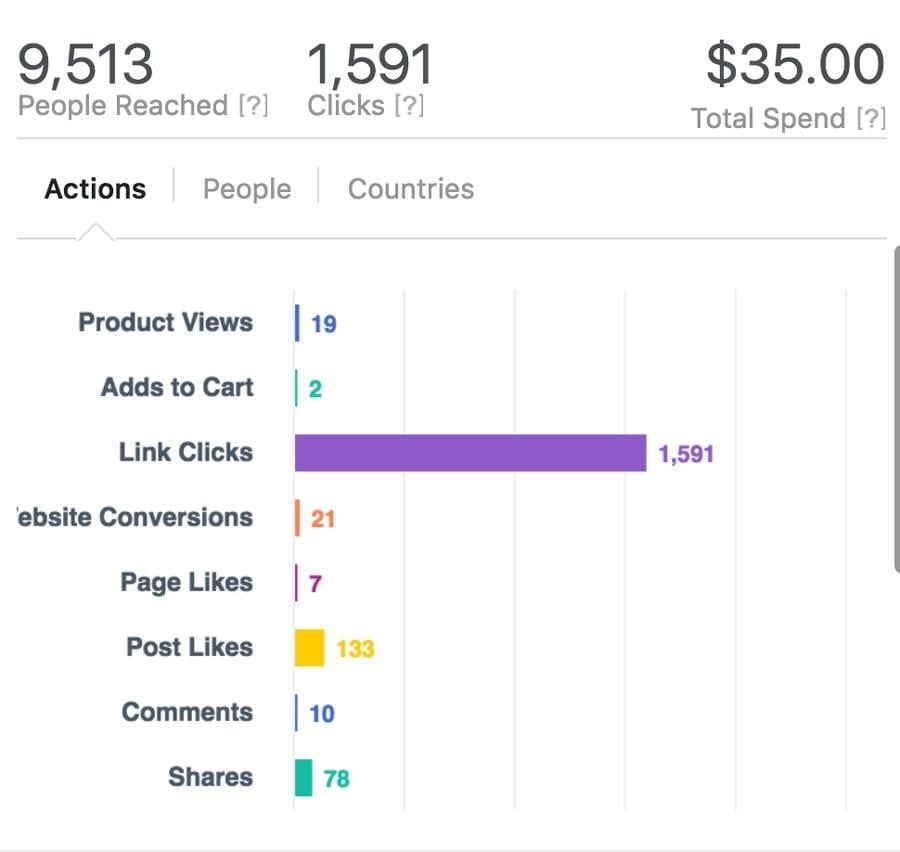 9,513 1,591 $35.00
People Reached [?] Clicks [?] Total Spend [?]
Actions People Countries
Product Views 19
Adds to Cart 2
Link Clicks 1,591
ebsite Conversions 21
Page Likes 7
Post Likes 133
Comments 10
Shares 78